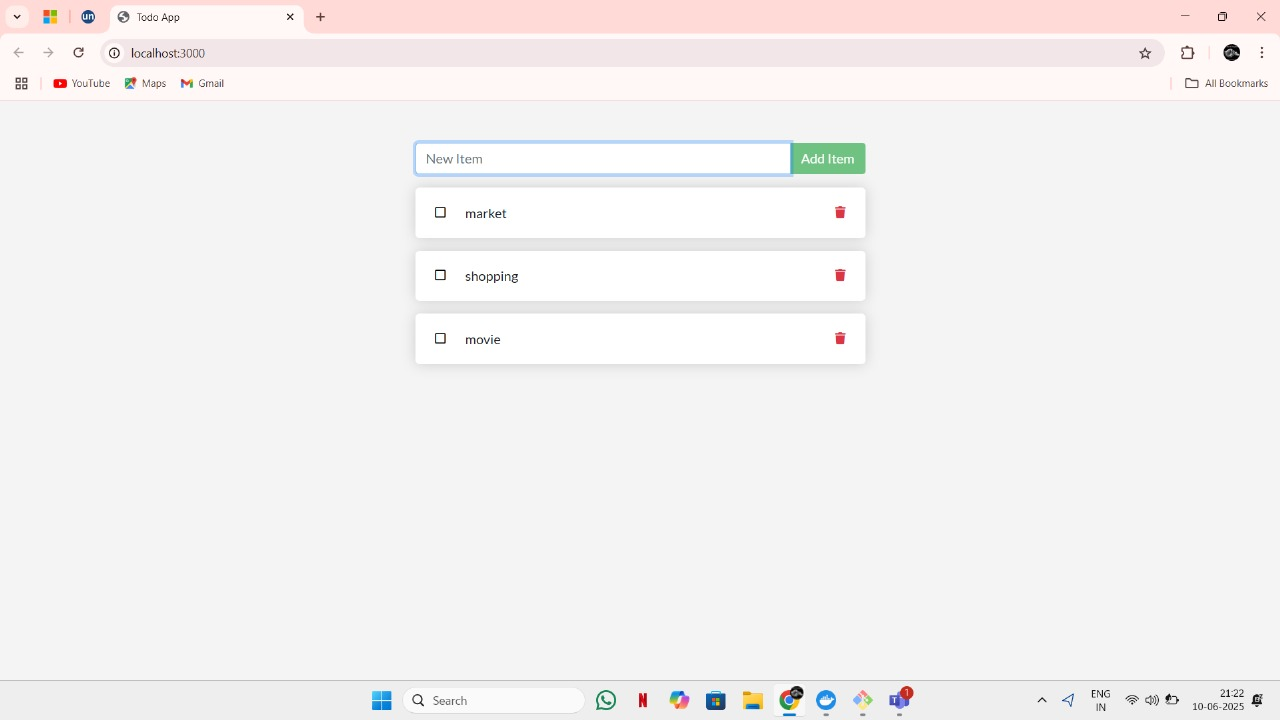 un
Todo App
localhost:3000
YouTube
Maps
Gmail
All Bookmarks
New Item
Add Item
market
shopping
movie
Search
N
T
1
ENG
IN
21:22
10-06-2025